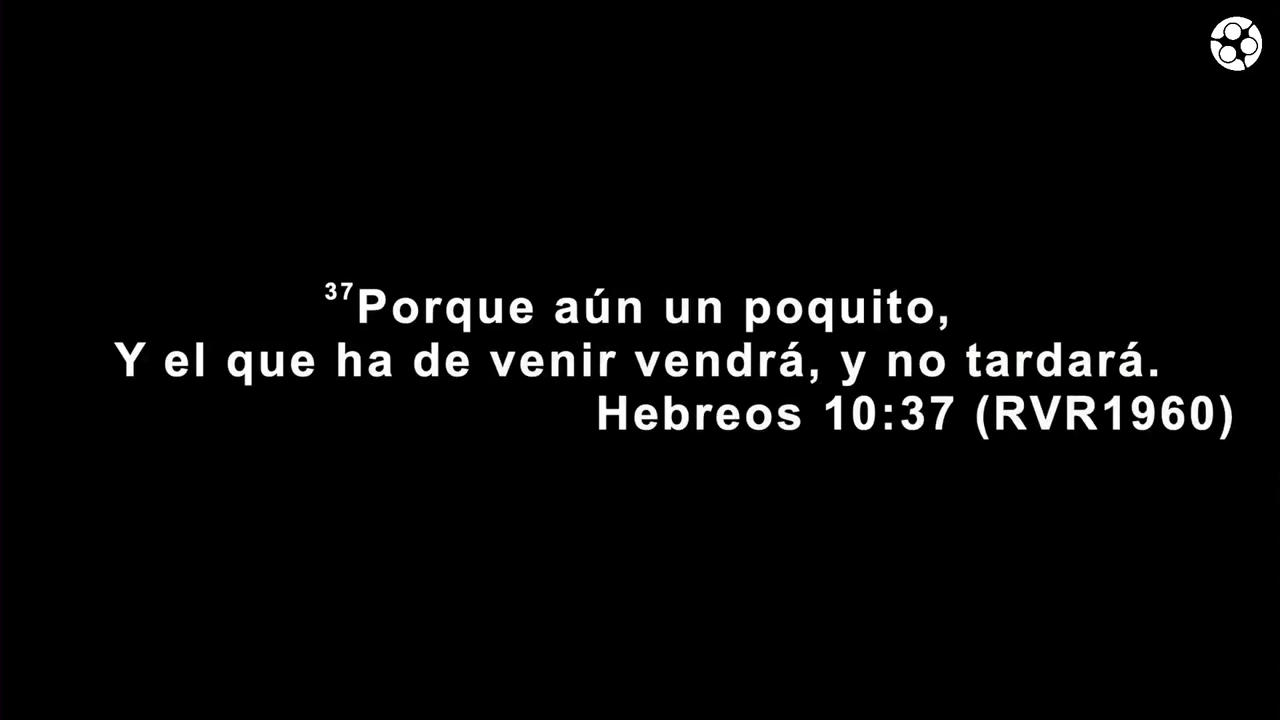 37Porque aún un poquito,
Y el que ha de venir vendrá, y no tardará.
Hebreos 10:37 (RVR1960)